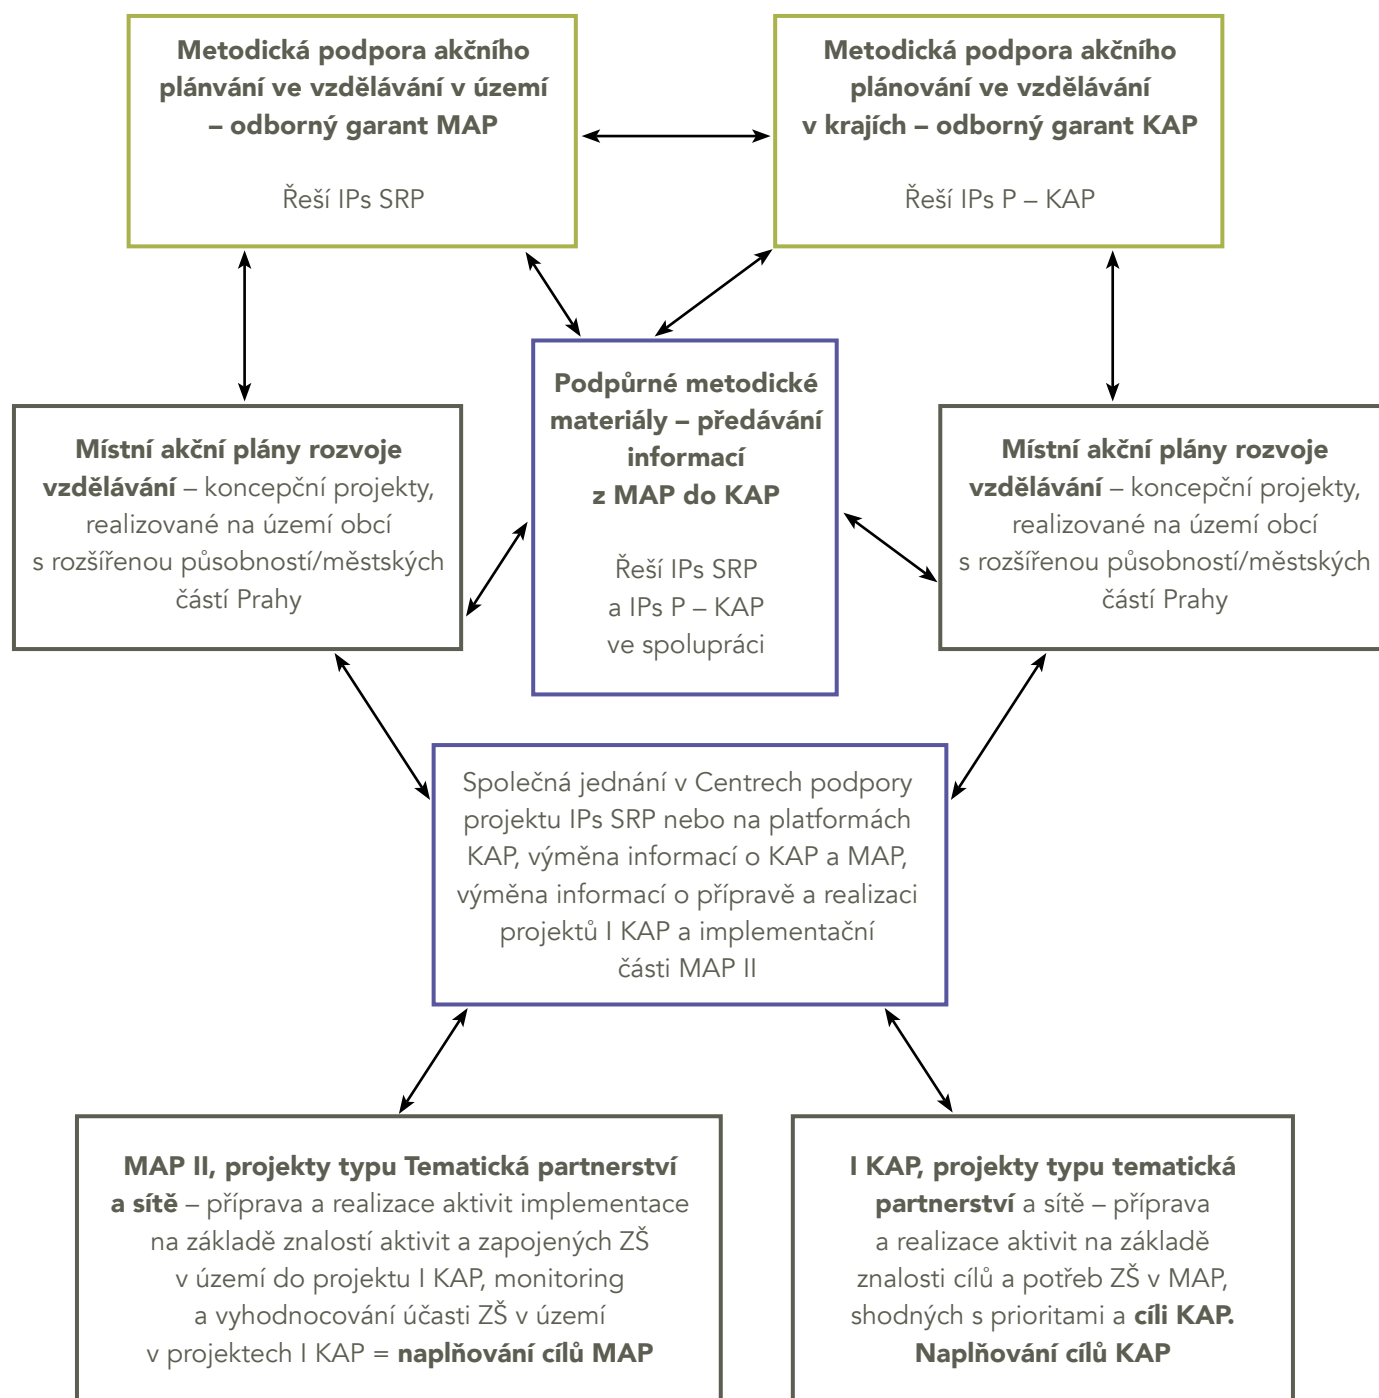 Metodická podpora akčního
plánvání ve vzdělávání v území
– odborný garant MAP
Řeší IPs SRP
Metodická podpora akčního
plánování ve vzdělávání
v krajích – odborný garant KAP
Řeší IPs P – KAP
Podpůrné metodické
materiály – předávání
informací
z MAP do KAP
Řeší IPs SRP
a IPs P – KAP
ve spolupráci
Místní akční plány rozvoje
vzdělávání – koncepční projekty,
realizované na území obcí
s rozšířenou působností/městských
částí Prahy
Místní akční plány rozvoje
vzdělávání – koncepční projekty,
realizované na území obcí
s rozšířenou působností/městských
částí Prahy
Společná jednání v Centrech podpory
projektu IPs SRP nebo na platformách
KAP, výměna informací o KAP a MAP,
výměna informací o přípravě a realizaci
projektů I KAP a implementační
části MAP II
MAP II, projekty typu Tematická partnerství
a sítě – příprava a realizace aktivit implementace
na základě znalostí aktivit a zapojených ZŠ
v území do projektu I KAP, monitoring
a vyhodnocování účasti ZŠ v území
v projektech I KAP = naplňování cílů MAP
I KAP, projekty typu tematická
partnerství a sítě – příprava
a realizace aktivit na základě
znalosti cílů a potřeb ZŠ v MAP,
shodných s prioritami a cíli KAP.
Naplňování cílů KAP